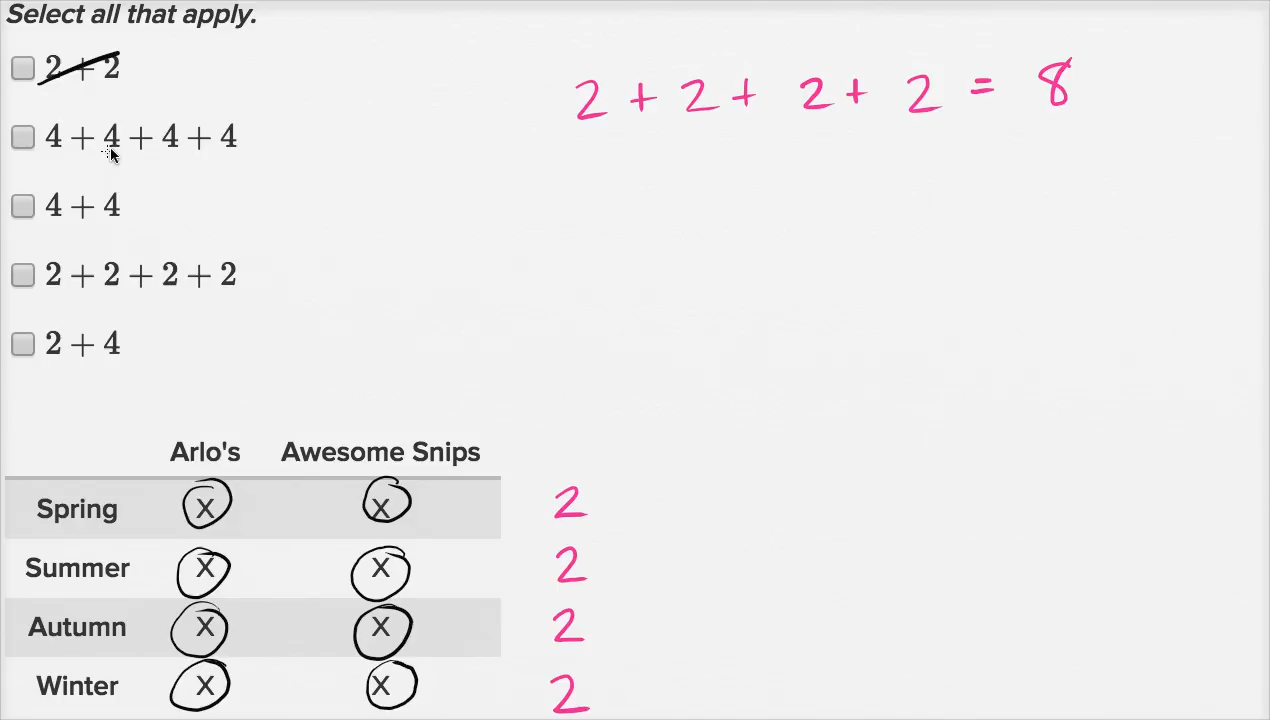 Select all that apply.
2 + 2
2 + 2 + 2 + 2 = 8
4 + 4 + 4 + 4
4 + 4
2 + 2 + 2 + 2
2 + 4
Arlo's Awesome Snips
Spring X X 2
Summer X X 2
Autumn X X 2
Winter X X 2